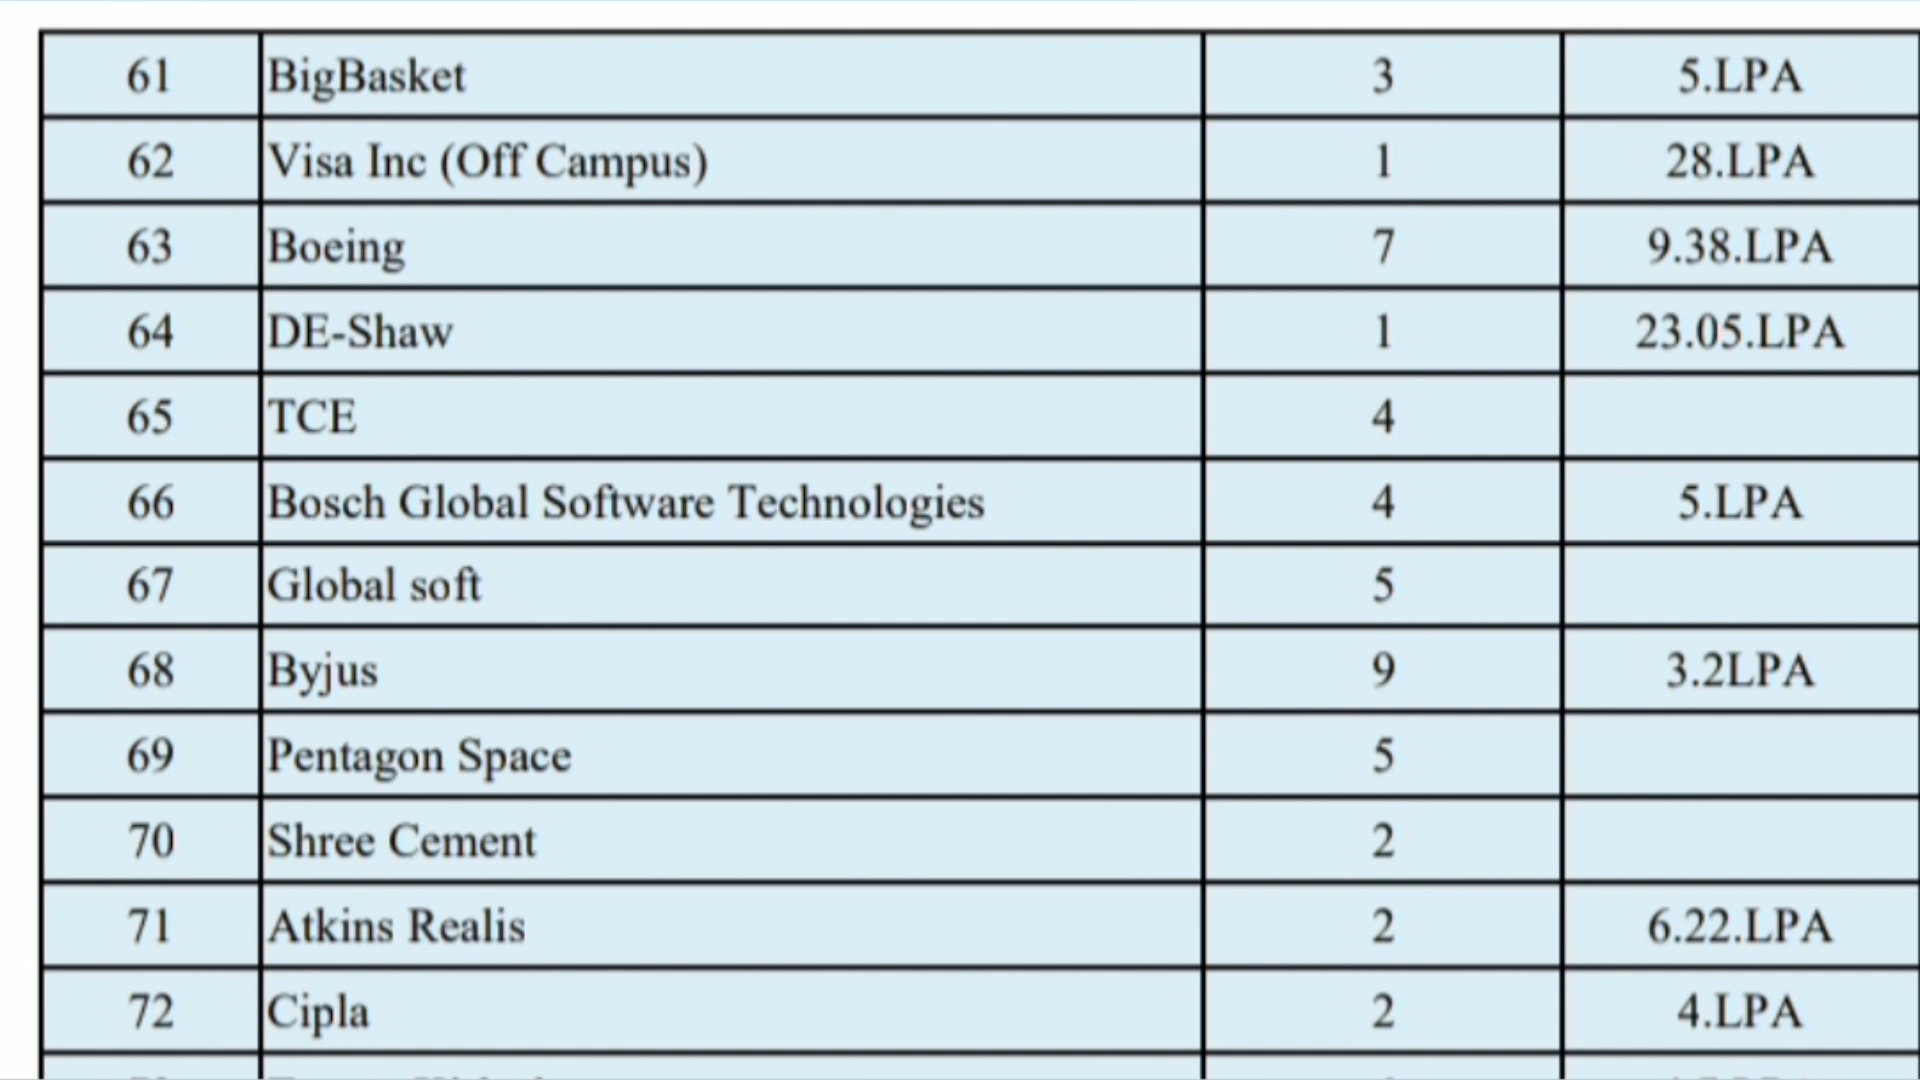 61 BigBasket 3 5.LPA
62 Visa Inc (Off Campus) 1 28.LPA
63 Boeing 7 9.38.LPA
64 DE-Shaw 1 23.05.LPA
65 TCE 4
66 Bosch Global Software Technologies 4 5.LPA
67 Global soft 5
68 Byjus 9 3.2LPA
69 Pentagon Space 5
70 Shree Cement 2
71 Atkins Realis 2 6.22.LPA
72 Cipla 2 4.LPA